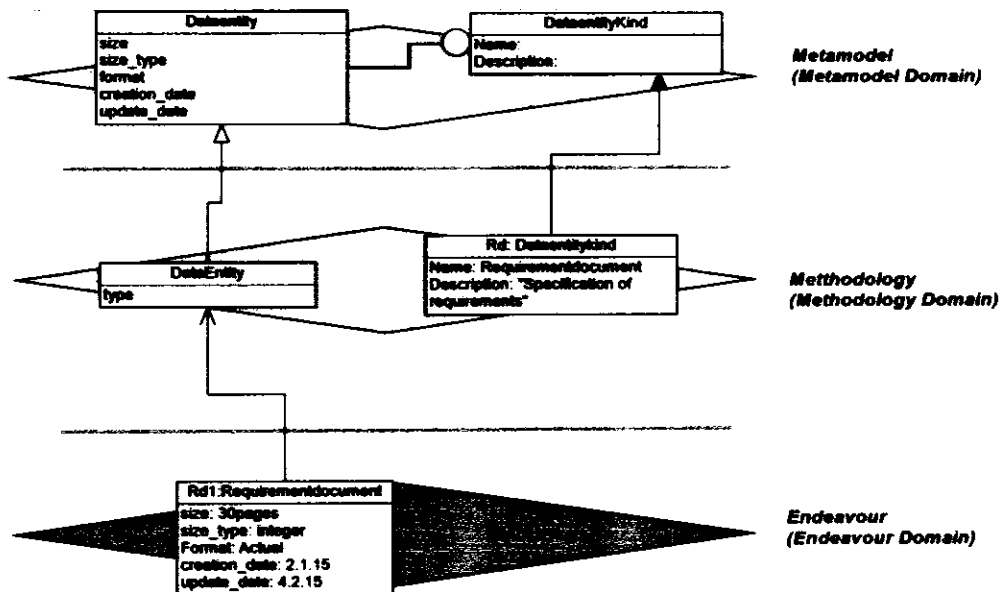 Dataentity
size
size_type
format
creation_date
update_date
DataentityKind
Name:
Description:
Metamodel
(Metamodel Domain)
DataEntity
type
Rd: Dataentitykind
Name: Requirementdocument
Description: "Specification of
requirements"
Metthodology
(Methodology Domain)
Rd1:Requirementdocument
size: 30pages
size_type: integer
Format: Actual
creation_date: 2.1.15
update_date: 4.2.15
Endeavour
(Endeavour Domain)